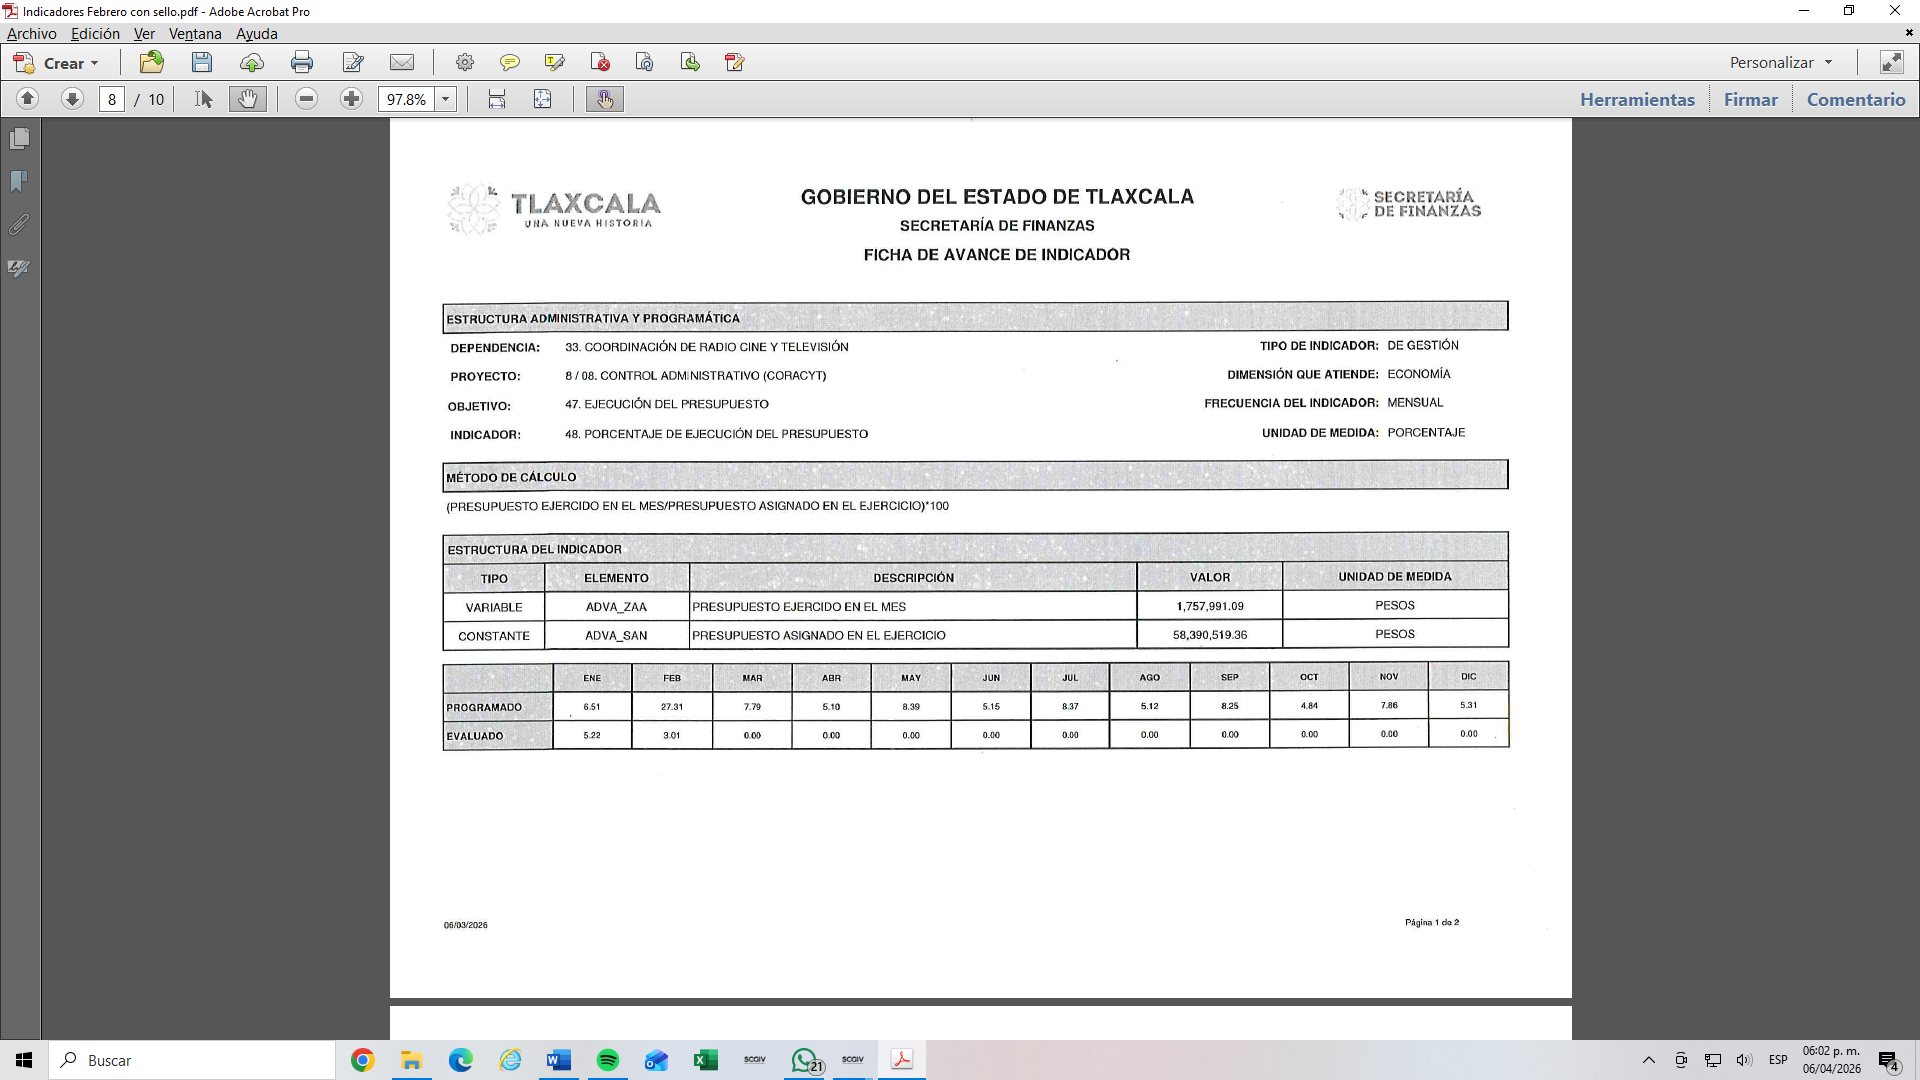 Indicadores Febrero con sello.pdf - Adobe Acrobat Pro
Archivo Edición Ver Ventana Ayuda
Crear
Personalizar
8 / 10
97.8%
Herramientas Firmar Comentario
TLAXCALA
UNA NUEVA HISTORIA
GOBIERNO DEL ESTADO DE TLAXCALA
SECRETARÍA DE FINANZAS
FICHA DE AVANCE DE INDICADOR
SECRETARÍA
DE FINANZAS
ESTRUCTURA ADMINISTRATIVA Y PROGRAMÁTICA
DEPENDENCIA: 33. COORDINACIÓN DE RADIO CINE Y TELEVISIÓN TIPO DE INDICADOR: DE GESTIÓN
PROYECTO: 8 / 08. CONTROL ADMINISTRATIVO (CORACYT) DIMENSIÓN QUE ATIENDE: ECONOMÍA
OBJETIVO: 47. EJECUCIÓN DEL PRESUPUESTO FRECUENCIA DEL INDICADOR: MENSUAL
INDICADOR: 48. PORCENTAJE DE EJECUCIÓN DEL PRESUPUESTO UNIDAD DE MEDIDA: PORCENTAJE
MÉTODO DE CÁLCULO
(PRESUPUESTO EJERCIDO EN EL MES/PRESUPUESTO ASIGNADO EN EL EJERCICIO)*100
ESTRUCTURA DEL INDICADOR
TIPO ELEMENTO DESCRIPCIÓN VALOR UNIDAD DE MEDIDA
VARIABLE ADVA_ZAA PRESUPUESTO EJERCIDO EN EL MES 1,757,991.09 PESOS
CONSTANTE ADVA_SAN PRESUPUESTO ASIGNADO EN EL EJERCICIO 58,390,519.36 PESOS
ENE FEB MAR ABR MAY JUN JUL AGO SEP OCT NOV DIC
PROGRAMADO 6.51 27.31 7.79 5.10 8.39 5.15 8.37 5.12 8.25 4.84 7.86 5.31
EVALUADO 5.22 3.01 0.00 0.00 0.00 0.00 0.00 0.00 0.00 0.00 0.00 0.00
06/03/2026 Página 1 de 2
Buscar
SCGIV
21
SCGIV
ESP
06:02 p. m.
06/04/2026
4